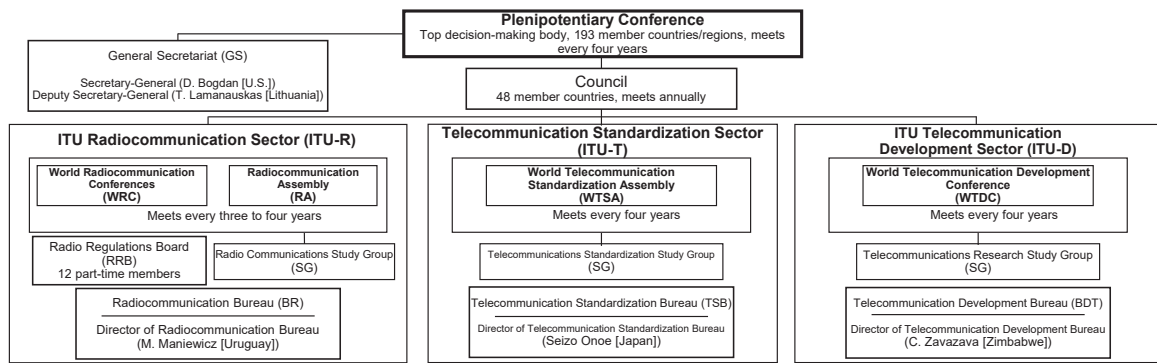 Plenipotentiary Conference
Top decision-making body, 193 member countries/regions, meets
every four years
General Secretariat (GS)
Secretary-General (D. Bogdan [U.S.])
Deputy Secretary-General (T. Lamanauskas [Lithuania])
Council
48 member countries, meets annually
ITU Radiocommunication Sector (ITU-R)
World Radiocommunication
Conferences
(WRC)
Radiocommunication
Assembly
(RA)
Meets every three to four years
Radio Regulations Board
(RRB)
12 part-time members
Radio Communications Study Group
(SG)
Radiocommunication Bureau (BR)
Director of Radiocommunication Bureau
(M. Maniewicz [Uruguay])
Telecommunication Standardization Sector
(ITU-T)
World Telecommunication
Standardization Assembly
(WTSA)
Meets every four years
Telecommunications Standardization Study Group
(SG)
Telecommunication Standardization Bureau (TSB)
Director of Telecommunication Standardization Bureau
(Seizo Onoe [Japan])
ITU Telecommunication
Development Sector (ITU-D)
World Telecommunication Development
Conference
(WTDC)
Meets every four years
Telecommunications Research Study Group
(SG)
Telecommunication Development Bureau (BDT)
Director of Telecommunication Development Bureau
(C. Zavazava [Zimbabwe])